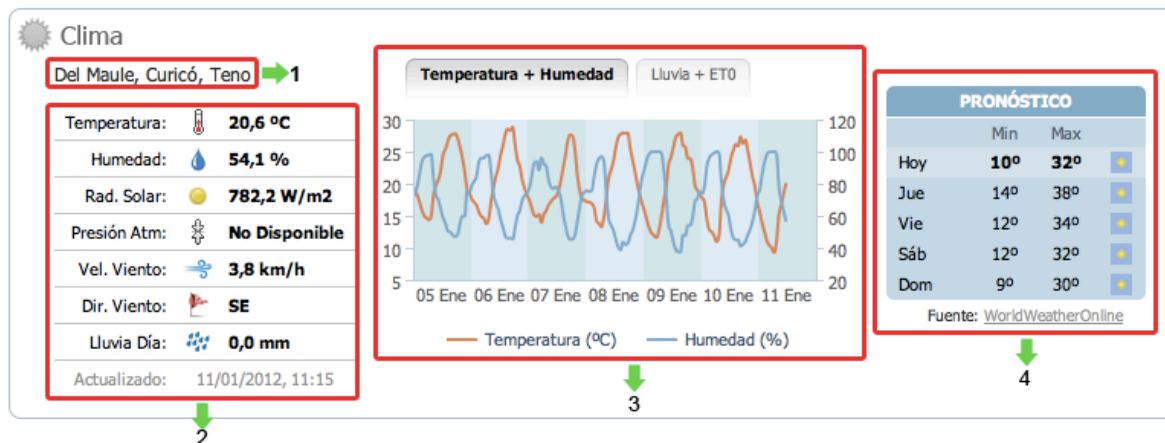 Clima
Del Maule, Curicó, Teno
1
Temperatura: 20,6 ºC
Humedad: 54,1 %
Rad. Solar: 782,2 W/m2
Presión Atm: No Disponible
Vel. Viento: 3,8 km/h
Dir. Viento: SE
Lluvia Día: 0,0 mm
Actualizado: 11/01/2012, 11:15
2
Temperatura + Humedad
Lluvia + ET0
30 120
25 100
20 80
15 60
10 40
5 20
05 Ene 06 Ene 07 Ene 08 Ene 09 Ene 10 Ene 11 Ene
Temperatura (ºC) Humedad (%)
3
PRONÓSTICO
Min Max
Hoy 10º 32º
Jue 14º 38º
Vie 12º 34º
Sáb 12º 32º
Dom 9º 30º
Fuente: WorldWeatherOnline
4